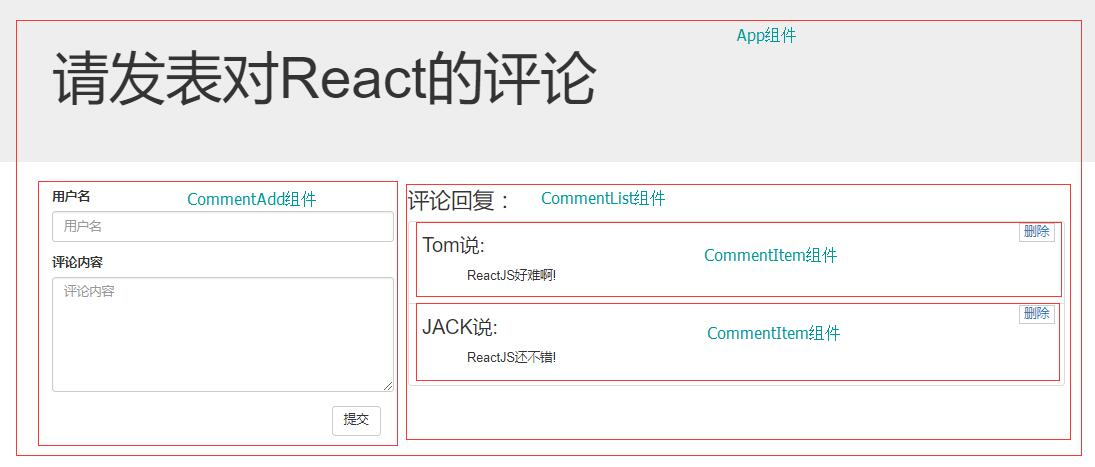 App组件
请发表对React的评论
用户名
CommentAdd组件
用户名
评论内容
评论内容
提交
评论回复：
CommentList组件
删除
Tom说:
CommentItem组件
ReactJS好难啊!
删除
JACK说:
CommentItem组件
ReactJS还不错!